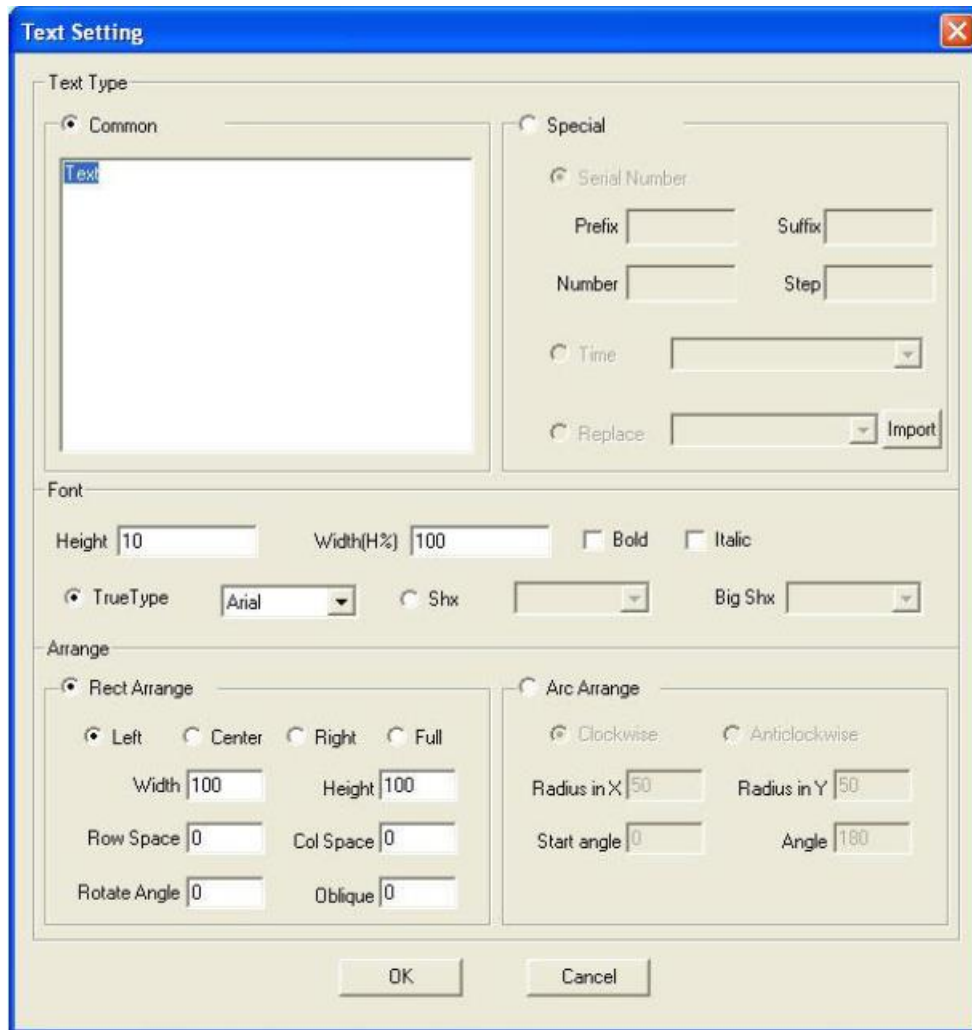 Text Setting
Text Type
Common
Text
Special
Serial Number
Prefix Suffix
Number Step
Time
Replace Import
Font
Height 10 Width(H%) 100 Bold Italic
TrueType Arial Shx Big Shx
Arrange
Rect Arrange
Left Center Right Full
Width 100 Height 100
Row Space 0 Col Space 0
Rotate Angle 0 Oblique 0
Arc Arrange
Clockwise Anticlockwise
Radius in X 50 Radius in Y 50
Start angle 0 Angle 180
OK Cancel